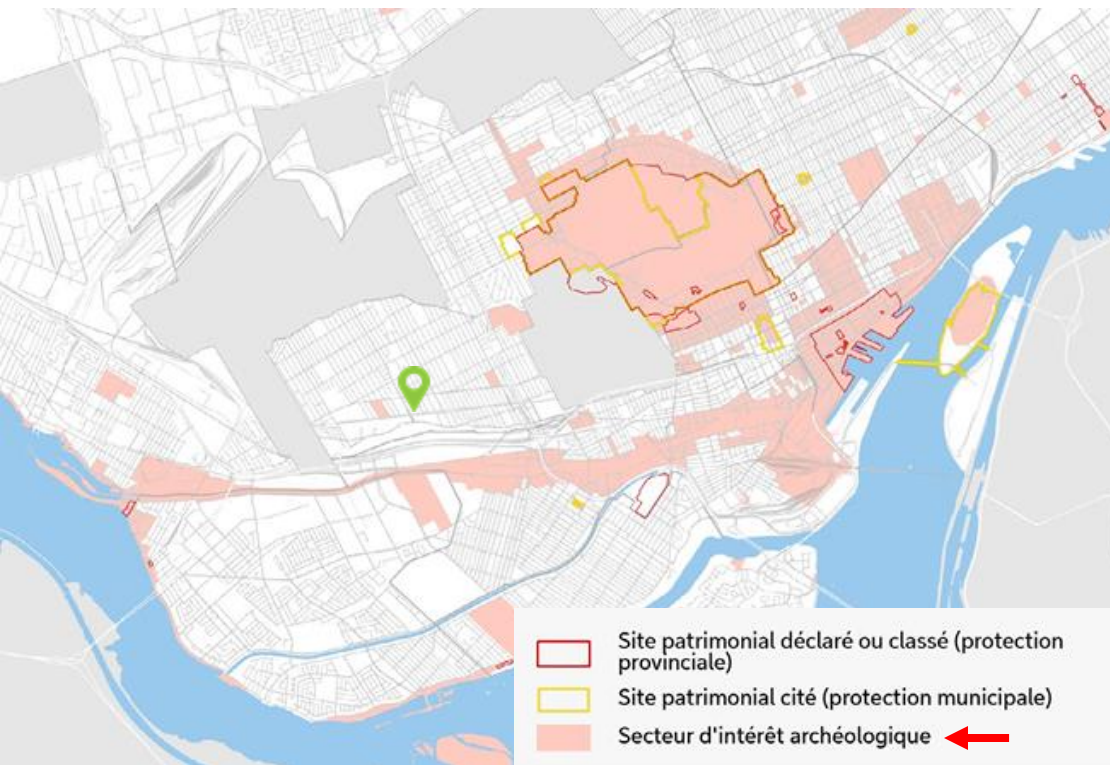 Site patrimonial déclaré ou classé (protection
provinciale)
Site patrimonial cité (protection municipale)
Secteur d'intérêt archéologique